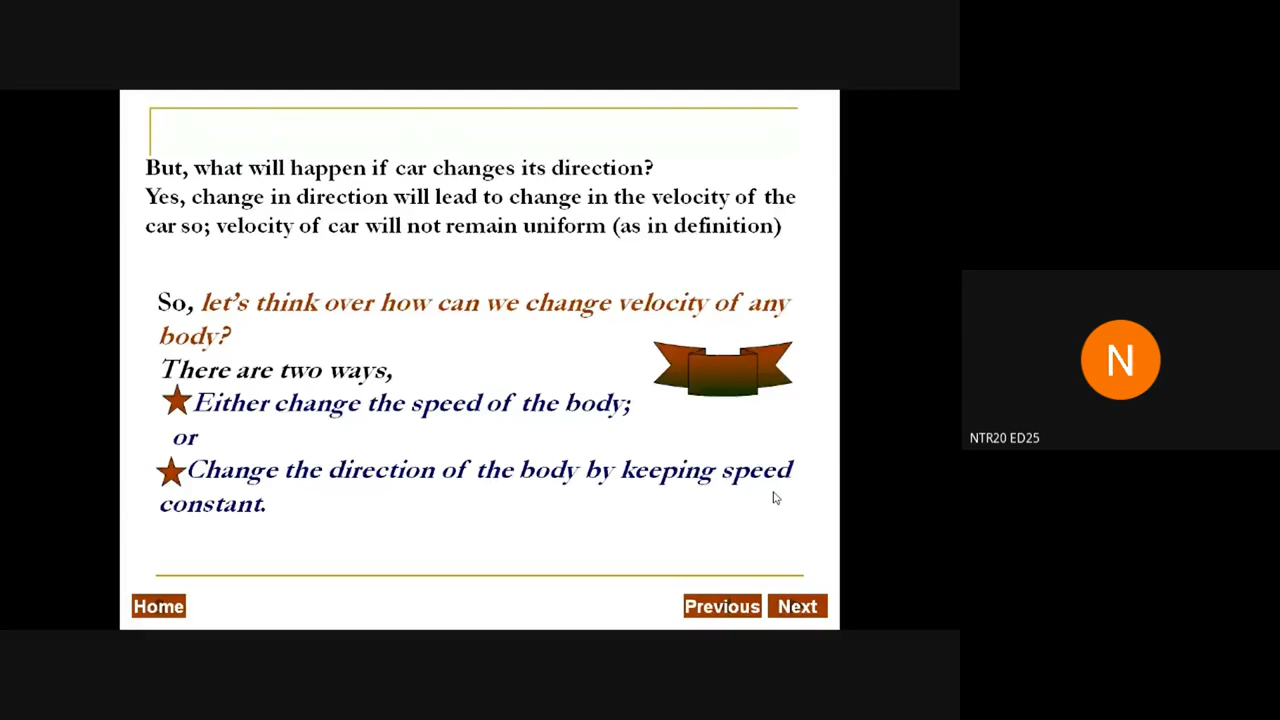 But, what will happen if car changes its direction?
Yes, change in direction will lead to change in the velocity of the
car so; velocity of car will not remain uniform (as in definition)
So, let's think over how can we change velocity of any
body?
There are two ways,
Either change the speed of the body;
or
Change the direction of the body by keeping speed
constant.
Home
Previous
Next
N
NTR20 ED25